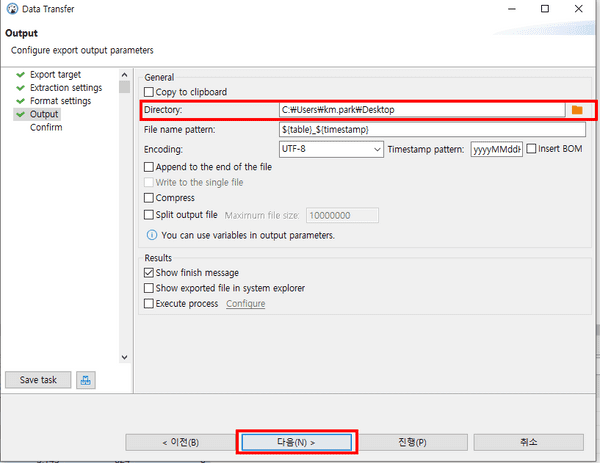 Data Transfer
Output
Configure export output parameters
Export target
Extraction settings
Format settings
Output
Confirm
General
Copy to clipboard
Directory: C:₩Users₩km.park₩Desktop
File name pattern: ${table}_${timestamp}
Encoding: UTF-8 Timestamp pattern: yyyyMMddH Insert BOM
Append to the end of the file
Write to the single file
Compress
Split output file Maximum file size: 10000000
You can use variables in output parameters.
Results
Show finish message
Show exported file in system explorer
Execute process Configure
Save task
< 이전(B) 다음(N) > 진행(P) 취소